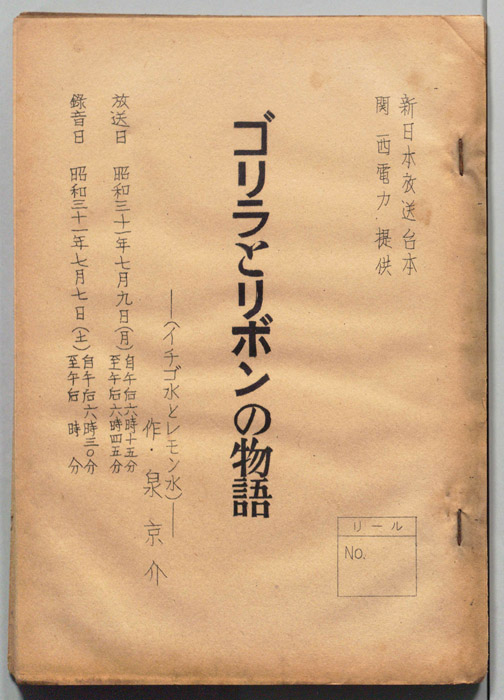 新日本放送台本
関西電力・提供
ゴリラとリボンの物語
――(イチゴ水とレモン水)――
作・泉京介
放送日 昭和三十一年七月九日(月) 自午后六時十五分
至午后六時四五分
録音日 昭和三十一年七月七日(土) 自午后六時三〇分
至午后 時 分
リール
No.